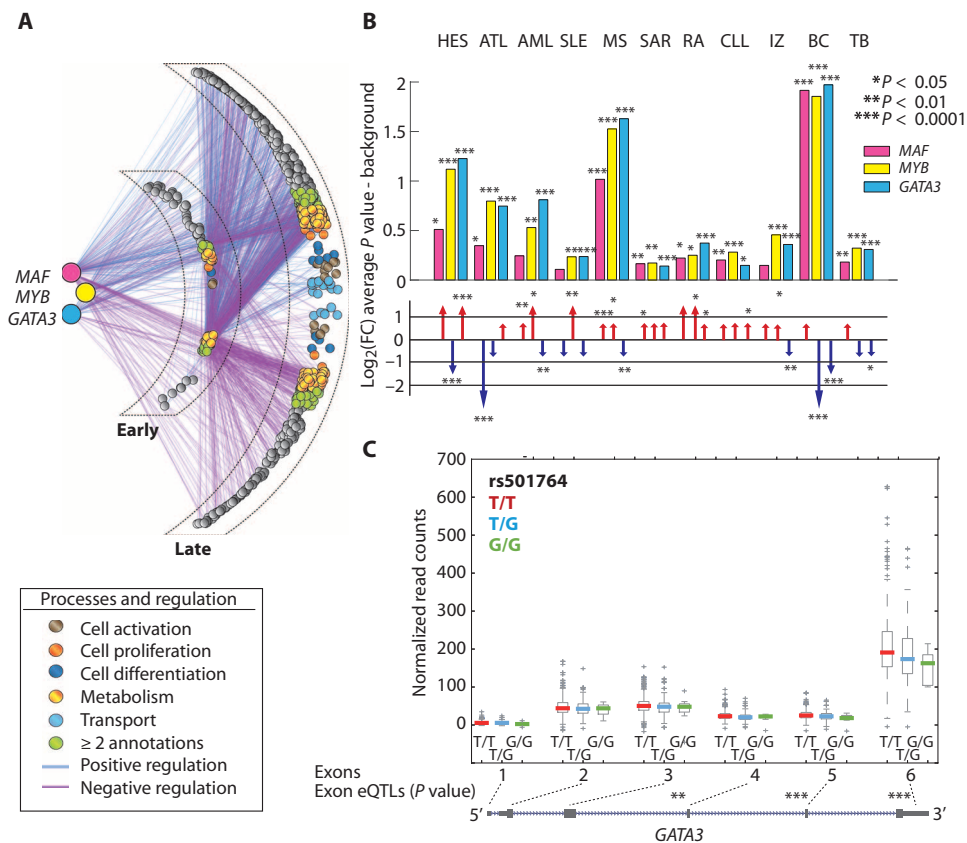 A
MAF
MYB
GATA3
Early
Late
Processes and regulation
Cell activation
Cell proliferation
Cell differentiation
Metabolism
Transport
≥ 2 annotations
Positive regulation
Negative regulation
B
HES ATL AML SLE MS SAR RA CLL IZ BC TB
Log2(FC) average P value - background
2
1.5
1
0.5
0
1
0
−1
−2
* *** *** * *** *** ** *** *** *** *** *** *** ** ** *** * * *** ** *** * *** *** *** *** *** ** *** ***
*P < 0.05
**P < 0.01
***P < 0.0001
MAF
MYB
GATA3
*** ** * ** *** * * * * * *
*** *** ** *** ** *** *** *
C
700
600
500
400
300
200
100
0
Normalized read counts
rs501764
T/T
T/G
G/G
T/T G/G T/T G/G T/T G/G T/T G/G T/T G/G T/T G/G
T/G T/G T/G T/G T/G T/G
Exons 1 2 3 4 5 6
Exon eQTLs (P value) ** *** ***
5′ 3′
GATA3